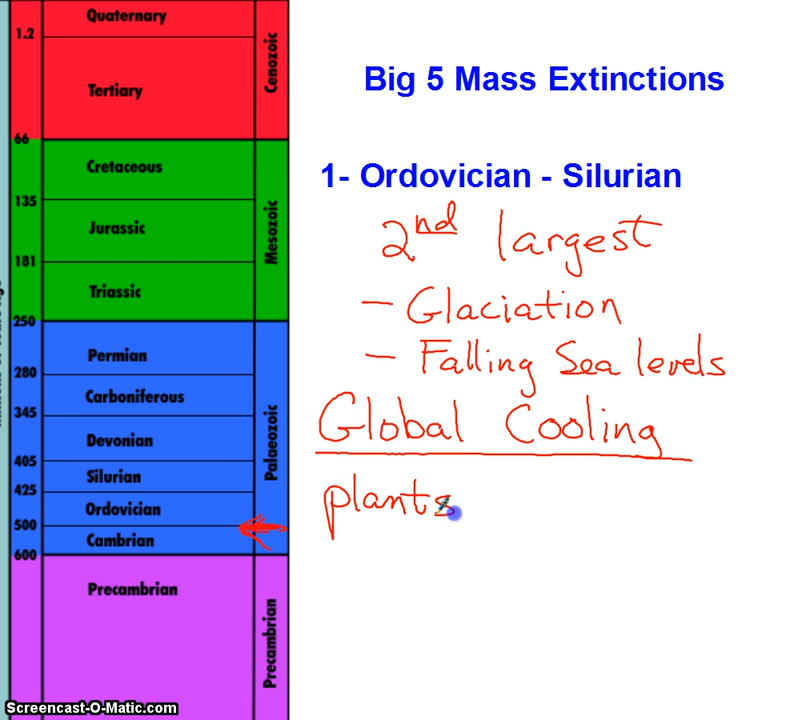 Quaternary
1.2
Tertiary
Cenozoic
66
Cretaceous
135
Jurassic
181
Triassic
Mesozoic
250
Permian
280
Carboniferous
345
Devonian
405
Silurian
425
Ordovician
500
Cambrian
Palaeozoic
600
Precambrian
Precambrian
Big 5 Mass Extinctions
1- Ordovician - Silurian
2nd largest
- Glaciation
- Falling Sea levels
Global Cooling
plants
Screencast-O-Matic.com